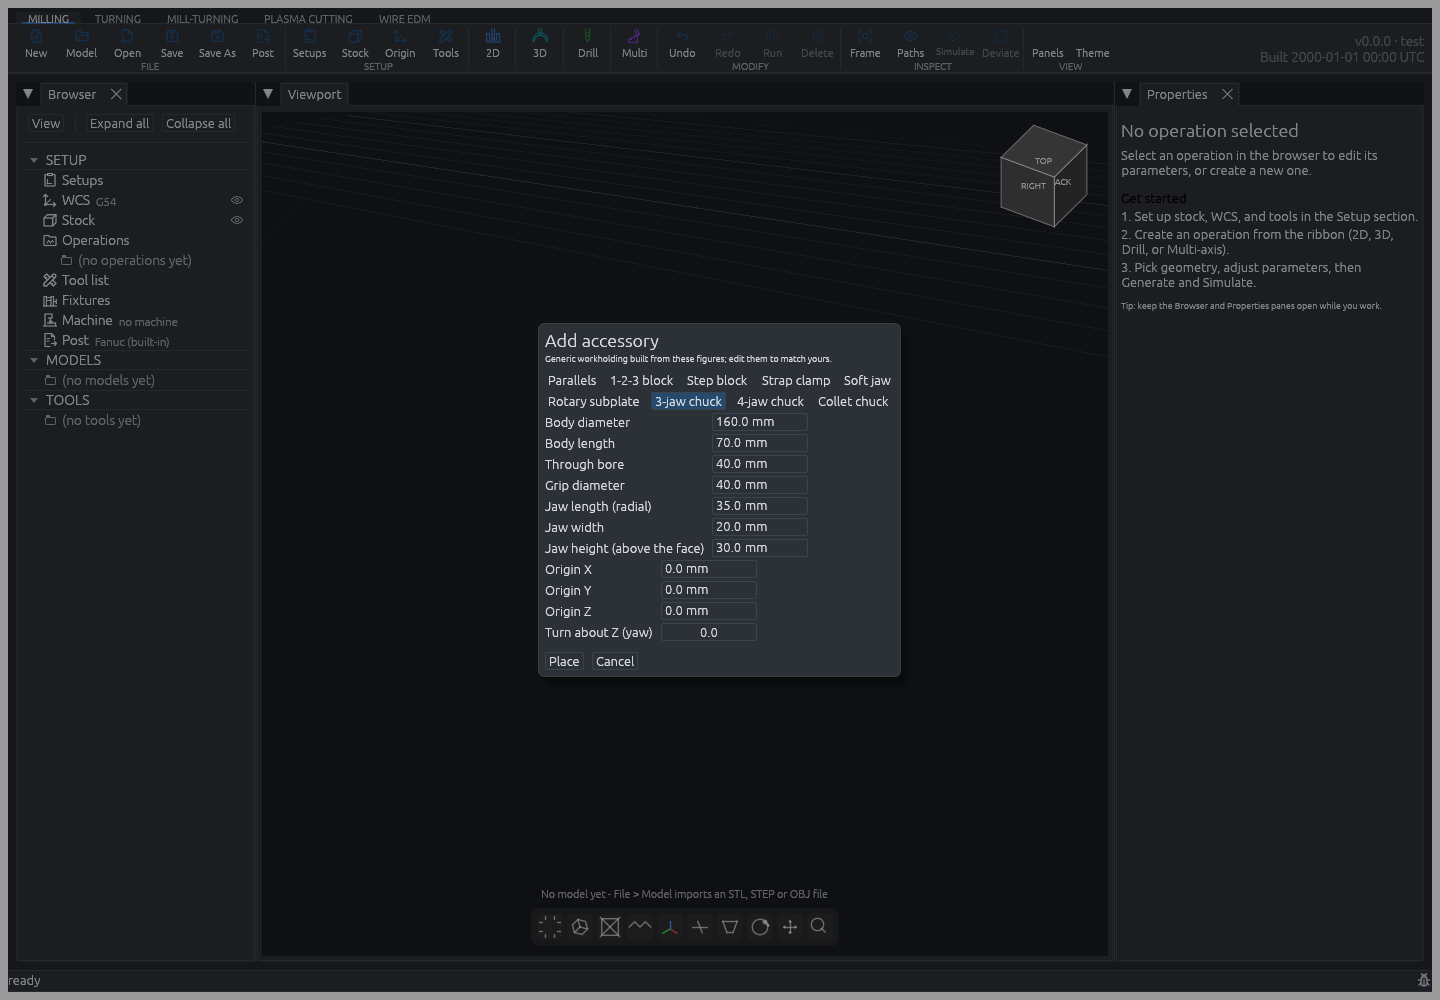 MILLING TURNING MILL-TURNING PLASMA CUTTING WIRE EDM
New Model Open Save Save As Post Setups Stock Origin Tools 2D 3D Drill Multi Undo Redo Run Delete Frame Paths Simulate Deviate Panels Theme
FILE SETUP MODIFY INSPECT VIEW
v0.0.0 · test
Built 2000-01-01 00:00 UTC
Browser
View Expand all Collapse all
SETUP
Setups
WCS G54
Stock
Operations
(no operations yet)
Tool list
Fixtures
Machine no machine
Post Fanuc (built-in)
MODELS
(no models yet)
TOOLS
(no tools yet)
Viewport
TOP
RIGHT
ACK
Add accessory
Generic workholding built from these figures; edit them to match yours.
Parallels 1-2-3 block Step block Strap clamp Soft jaw
Rotary subplate 3-jaw chuck 4-jaw chuck Collet chuck
Body diameter 160.0 mm
Body length 70.0 mm
Through bore 40.0 mm
Grip diameter 40.0 mm
Jaw length (radial) 35.0 mm
Jaw width 20.0 mm
Jaw height (above the face) 30.0 mm
Origin X 0.0 mm
Origin Y 0.0 mm
Origin Z 0.0 mm
Turn about Z (yaw) 0.0
Place Cancel
No model yet - File > Model imports an STL, STEP or OBJ file
Properties
No operation selected
Select an operation in the browser to edit its
parameters, or create a new one.
Get started
1. Set up stock, WCS, and tools in the Setup section.
2. Create an operation from the ribbon (2D, 3D,
Drill, or Multi-axis).
3. Pick geometry, adjust parameters, then
Generate and Simulate.
Tip: keep the Browser and Properties panes open while you work.
ready